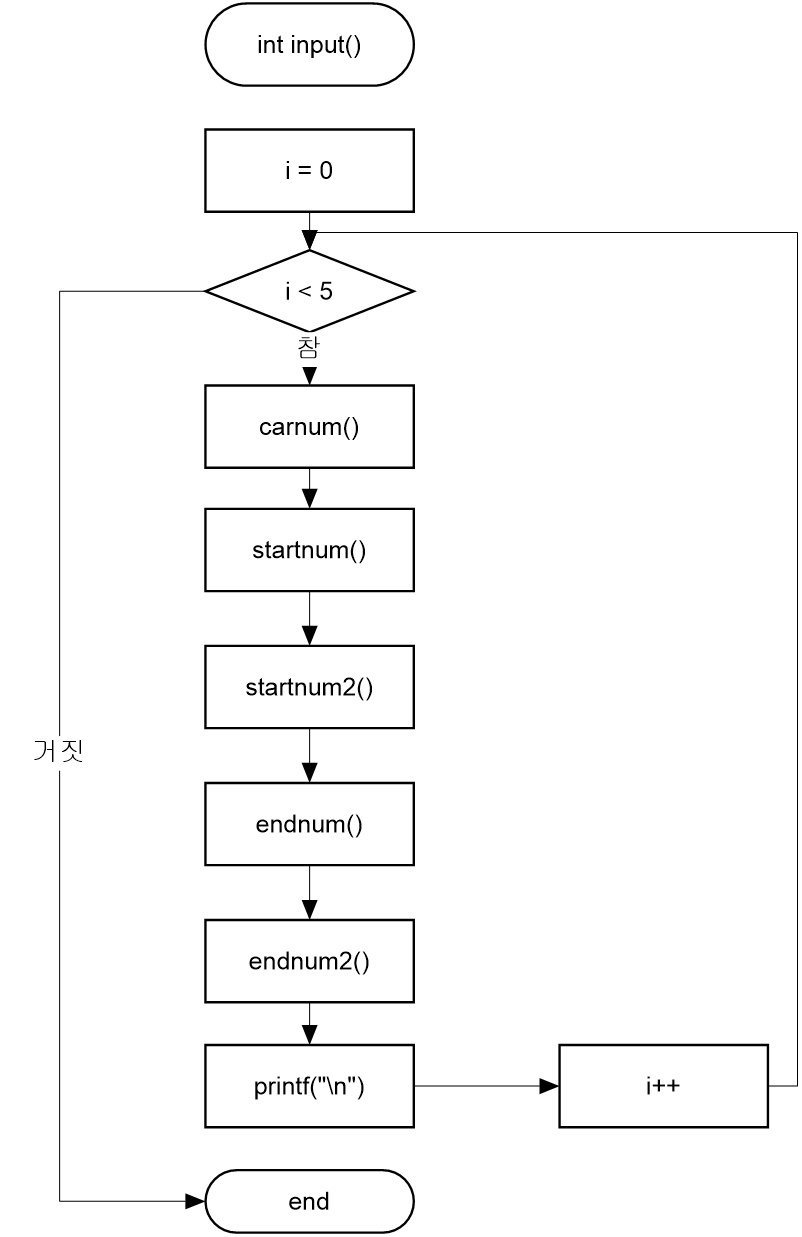 int input()
i = 0
i < 5
참
carnum()
startnum()
startnum2()
거짓
endnum()
endnum2()
printf("\n")
i++
end